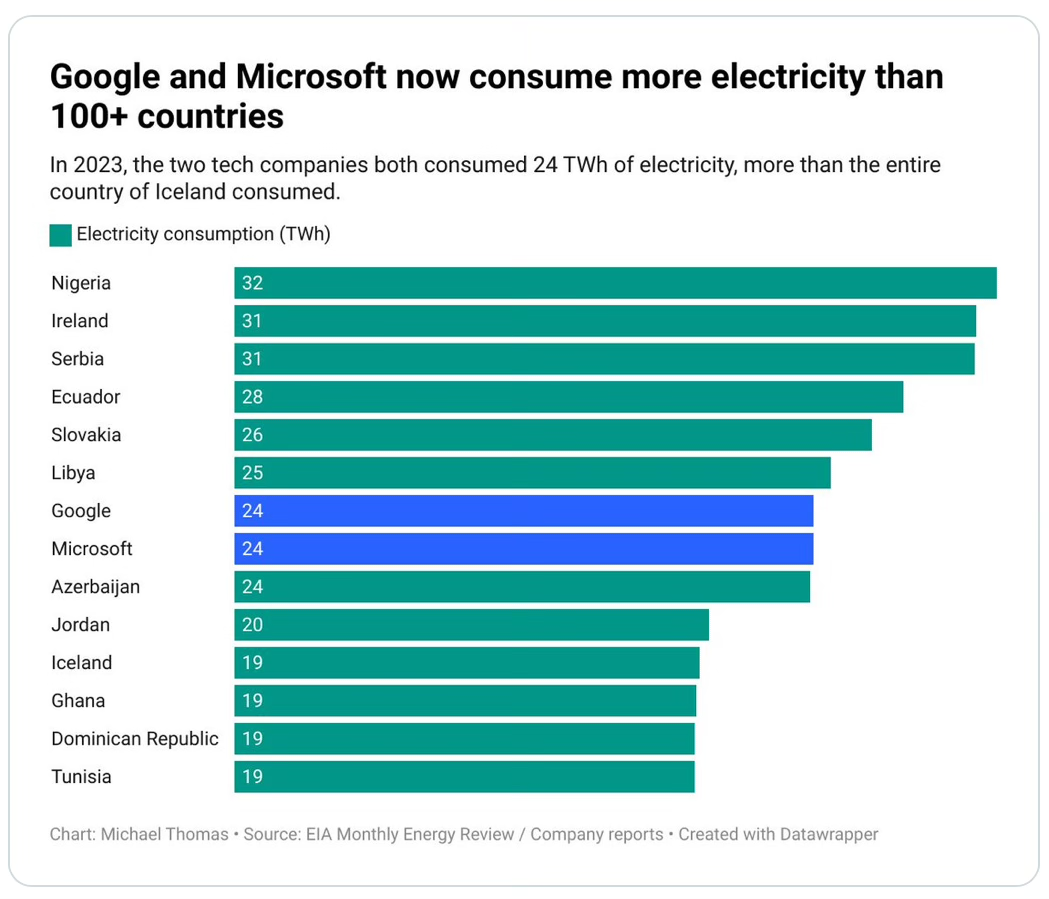 Google and Microsoft now consume more electricity than
100+ countries
In 2023, the two tech companies both consumed 24 TWh of electricity, more than the entire
country of Iceland consumed.
Electricity consumption (TWh)
Nigeria 32
Ireland 31
Serbia 31
Ecuador 28
Slovakia 26
Libya 25
Google 24
Microsoft 24
Azerbaijan 24
Jordan 20
Iceland 19
Ghana 19
Dominican Republic 19
Tunisia 19
Chart: Michael Thomas • Source: EIA Monthly Energy Review / Company reports • Created with Datawrapper